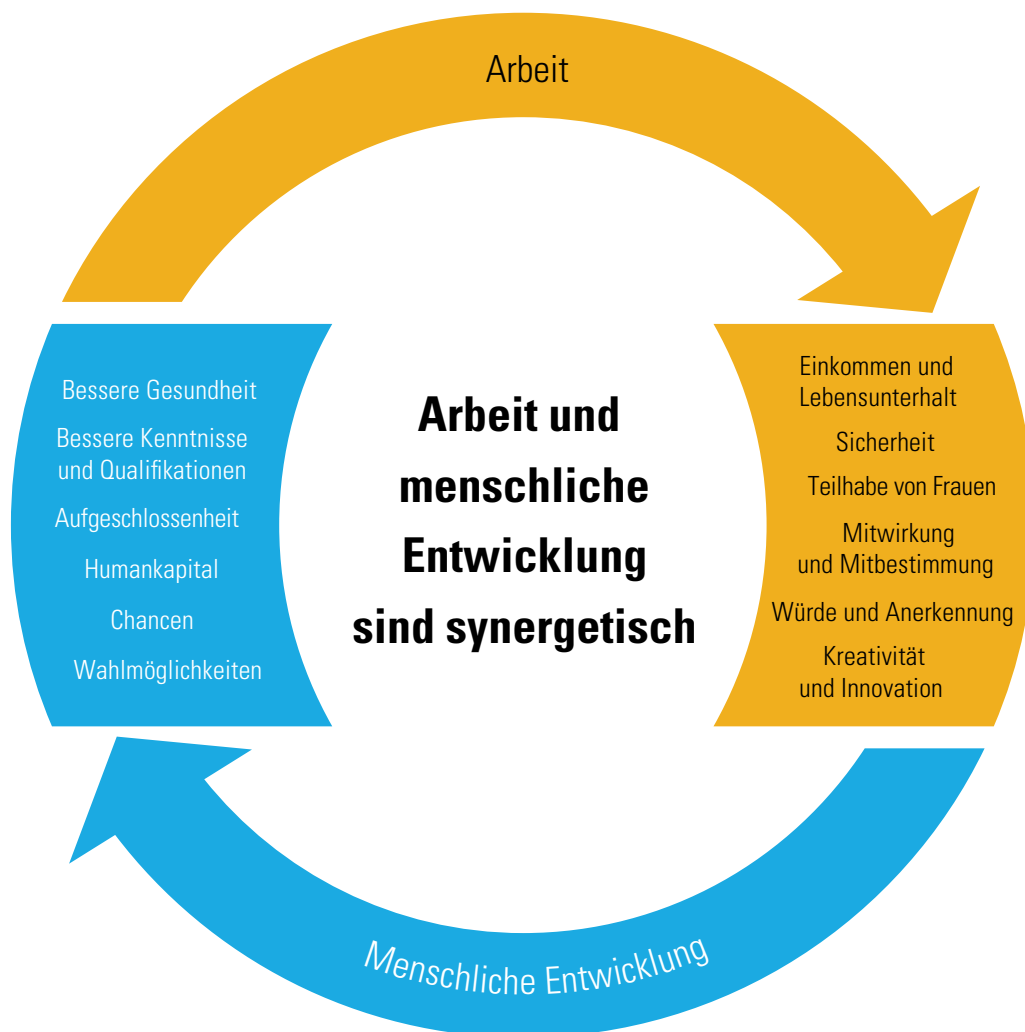 Arbeit
Bessere Gesundheit
Bessere Kenntnisse
und Qualifikationen
Aufgeschlossenheit
Humankapital
Chancen
Wahlmöglichkeiten
Arbeit und
menschliche
Entwicklung
sind synergetisch
Einkommen und
Lebensunterhalt
Sicherheit
Teilhabe von Frauen
Mitwirkung
und Mitbestimmung
Würde und Anerkennung
Kreativität
und Innovation
Menschliche Entwicklung